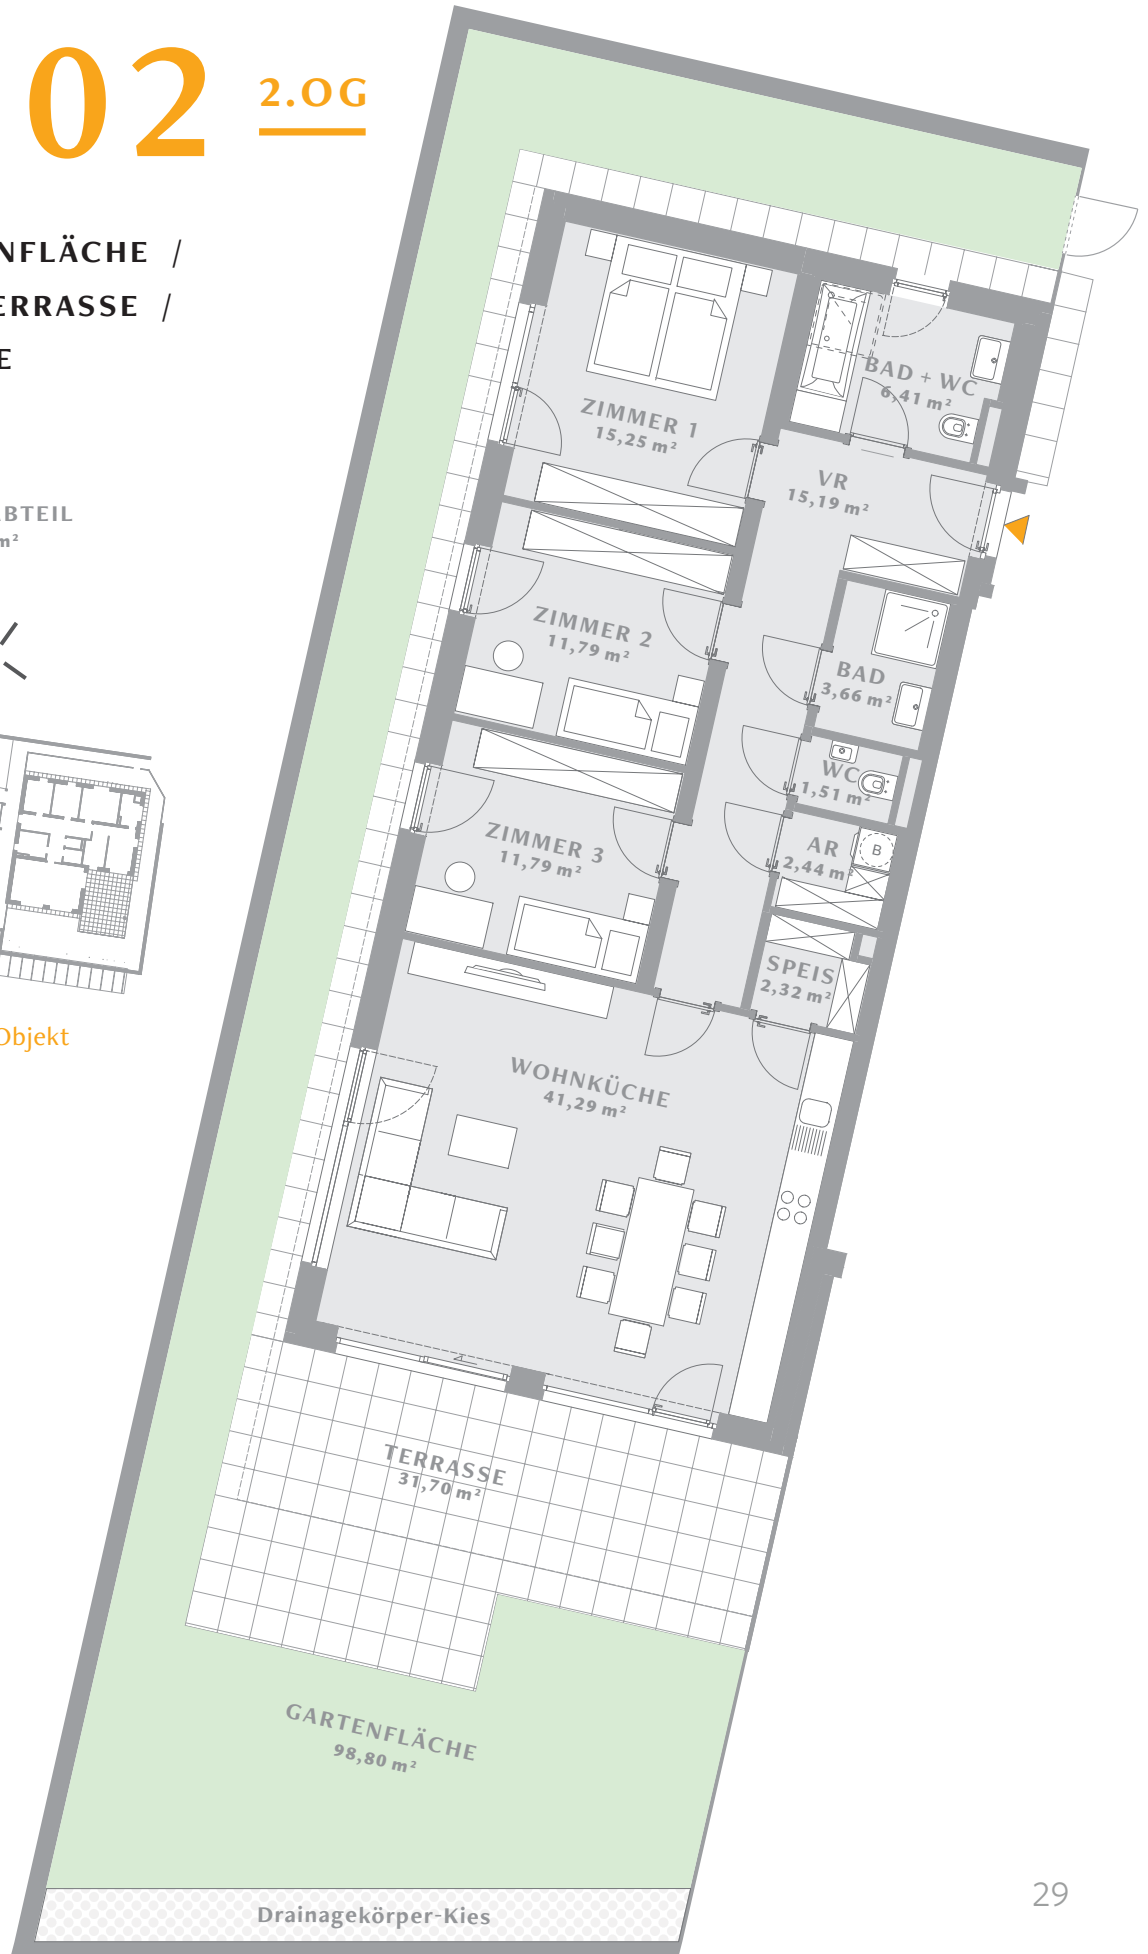 02 2.OG
NFLÄCHE /
ERRASSE /
E
ABTEIL
m²
Objekt
ZIMMER 1
15,25 m²
BAD + WC
6,41 m²
VR
15,19 m²
ZIMMER 2
11,79 m²
BAD
3,66 m²
WC
1,51 m²
ZIMMER 3
11,79 m²
AR
2,44 m²
B
SPEIS
2,32 m²
WOHNKÜCHE
41,29 m²
TERRASSE
31,70 m²
GARTENFLÄCHE
98,80 m²
Drainagekörper-Kies
29